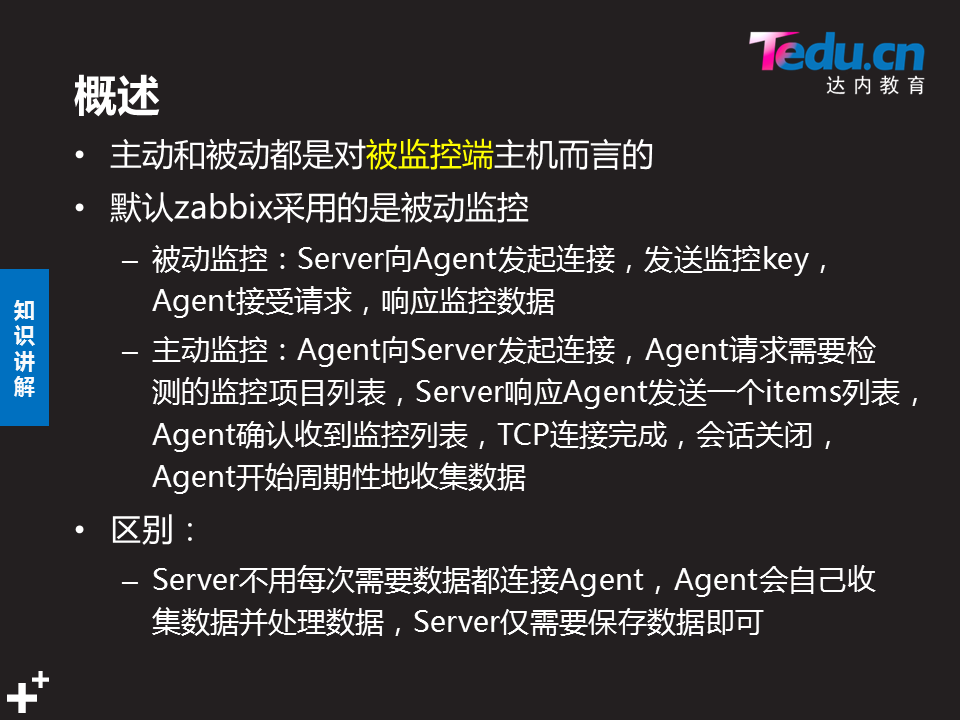 Tedu.cn
达内教育
概述
• 主动和被动都是对被监控端主机而言的
• 默认zabbix采用的是被动监控
– 被动监控：Server向Agent发起连接，发送监控key，
Agent接受请求，响应监控数据
– 主动监控：Agent向Server发起连接，Agent请求需要检
测的监控项目列表，Server响应Agent发送一个items列表，
Agent确认收到监控列表，TCP连接完成，会话关闭，
Agent开始周期性地收集数据
• 区别：
– Server不用每次需要数据都连接Agent，Agent会自己收
集数据并处理数据，Server仅需要保存数据即可
知
识
讲
解